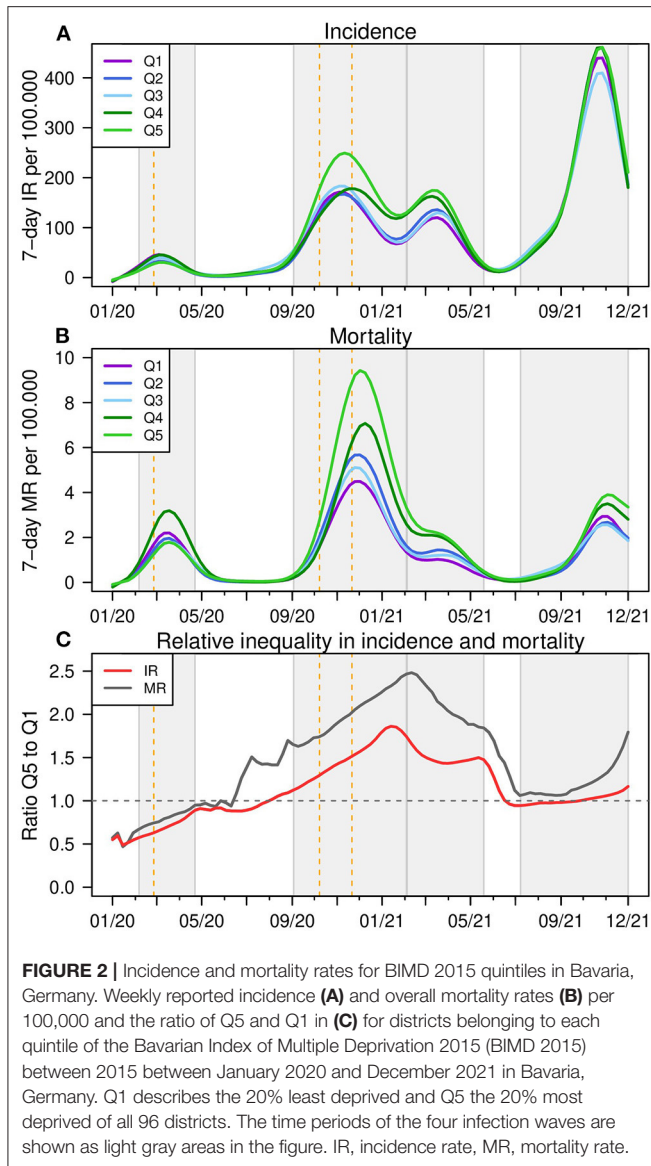 A
Incidence
Q1
Q2
Q3
Q4
Q5
7−day IR per 100.000
400
300
200
100
0
01/20 05/20 09/20 01/21 05/21 09/21 12/21
B
Mortality
Q1
Q2
Q3
Q4
Q5
7−day MR per 100.000
10
8
6
4
2
0
01/20 05/20 09/20 01/21 05/21 09/21 12/21
C
Relative inequality in incidence and mortality
IR
MR
Ratio Q5 to Q1
2.5
2.0
1.5
1.0
0.5
0.0
01/20 05/20 09/20 01/21 05/21 09/21 12/21
FIGURE 2 | Incidence and mortality rates for BIMD 2015 quintiles in Bavaria,
Germany. Weekly reported incidence (A) and overall mortality rates (B) per
100,000 and the ratio of Q5 and Q1 in (C) for districts belonging to each
quintile of the Bavarian Index of Multiple Deprivation 2015 (BIMD 2015)
between 2015 between January 2020 and December 2021 in Bavaria,
Germany. Q1 describes the 20% least deprived and Q5 the 20% most
deprived of all 96 districts. The time periods of the four infection waves are
shown as light gray areas in the figure. IR, incidence rate, MR, mortality rate.